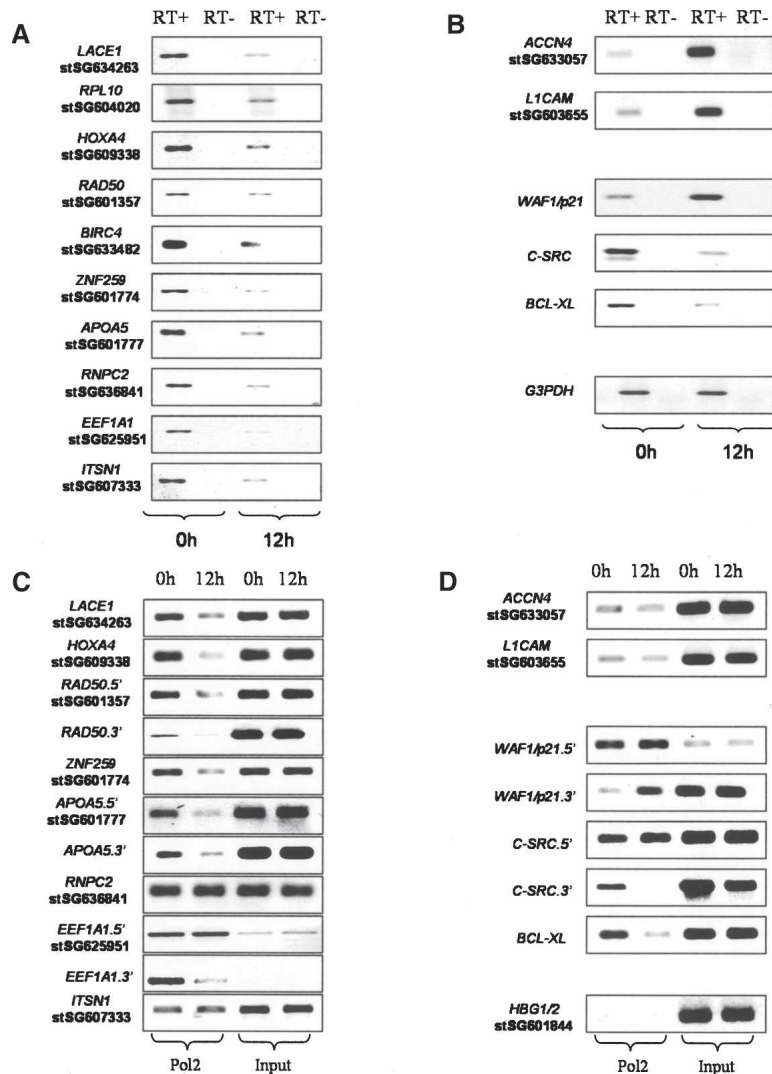 A
RT+ RT- RT+ RT-
LACE1
stSG634263
RPL10
stSG604020
HOXA4
stSG609338
RAD50
stSG601357
BIRC4
stSG633482
ZNF259
stSG601774
APOA5
stSG601777
RNPC2
stSG636841
EEF1A1
stSG625951
ITSN1
stSG607333
0h 12h
B
RT+ RT- RT+ RT-
ACCN4
stSG633057
L1CAM
stSG603655
WAF1/p21
C-SRC
BCL-XL
G3PDH
0h 12h
C
0h 12h 0h 12h
LACE1
stSG634263
HOXA4
stSG609338
RAD50.5'
stSG601357
RAD50.3'
ZNF259
stSG601774
APOA5.5'
stSG601777
APOA5.3'
RNPC2
stSG636841
EEF1A1.5'
stSG625951
EEF1A1.3'
ITSN1
stSG607333
Pol2 Input
D
0h 12h 0h 12h
ACCN4
stSG633057
L1CAM
stSG603655
WAF1/p21.5'
WAF1/p21.3'
C-SRC.5'
C-SRC.3'
BCL-XL
HBG1/2
stSG601844
Pol2 Input